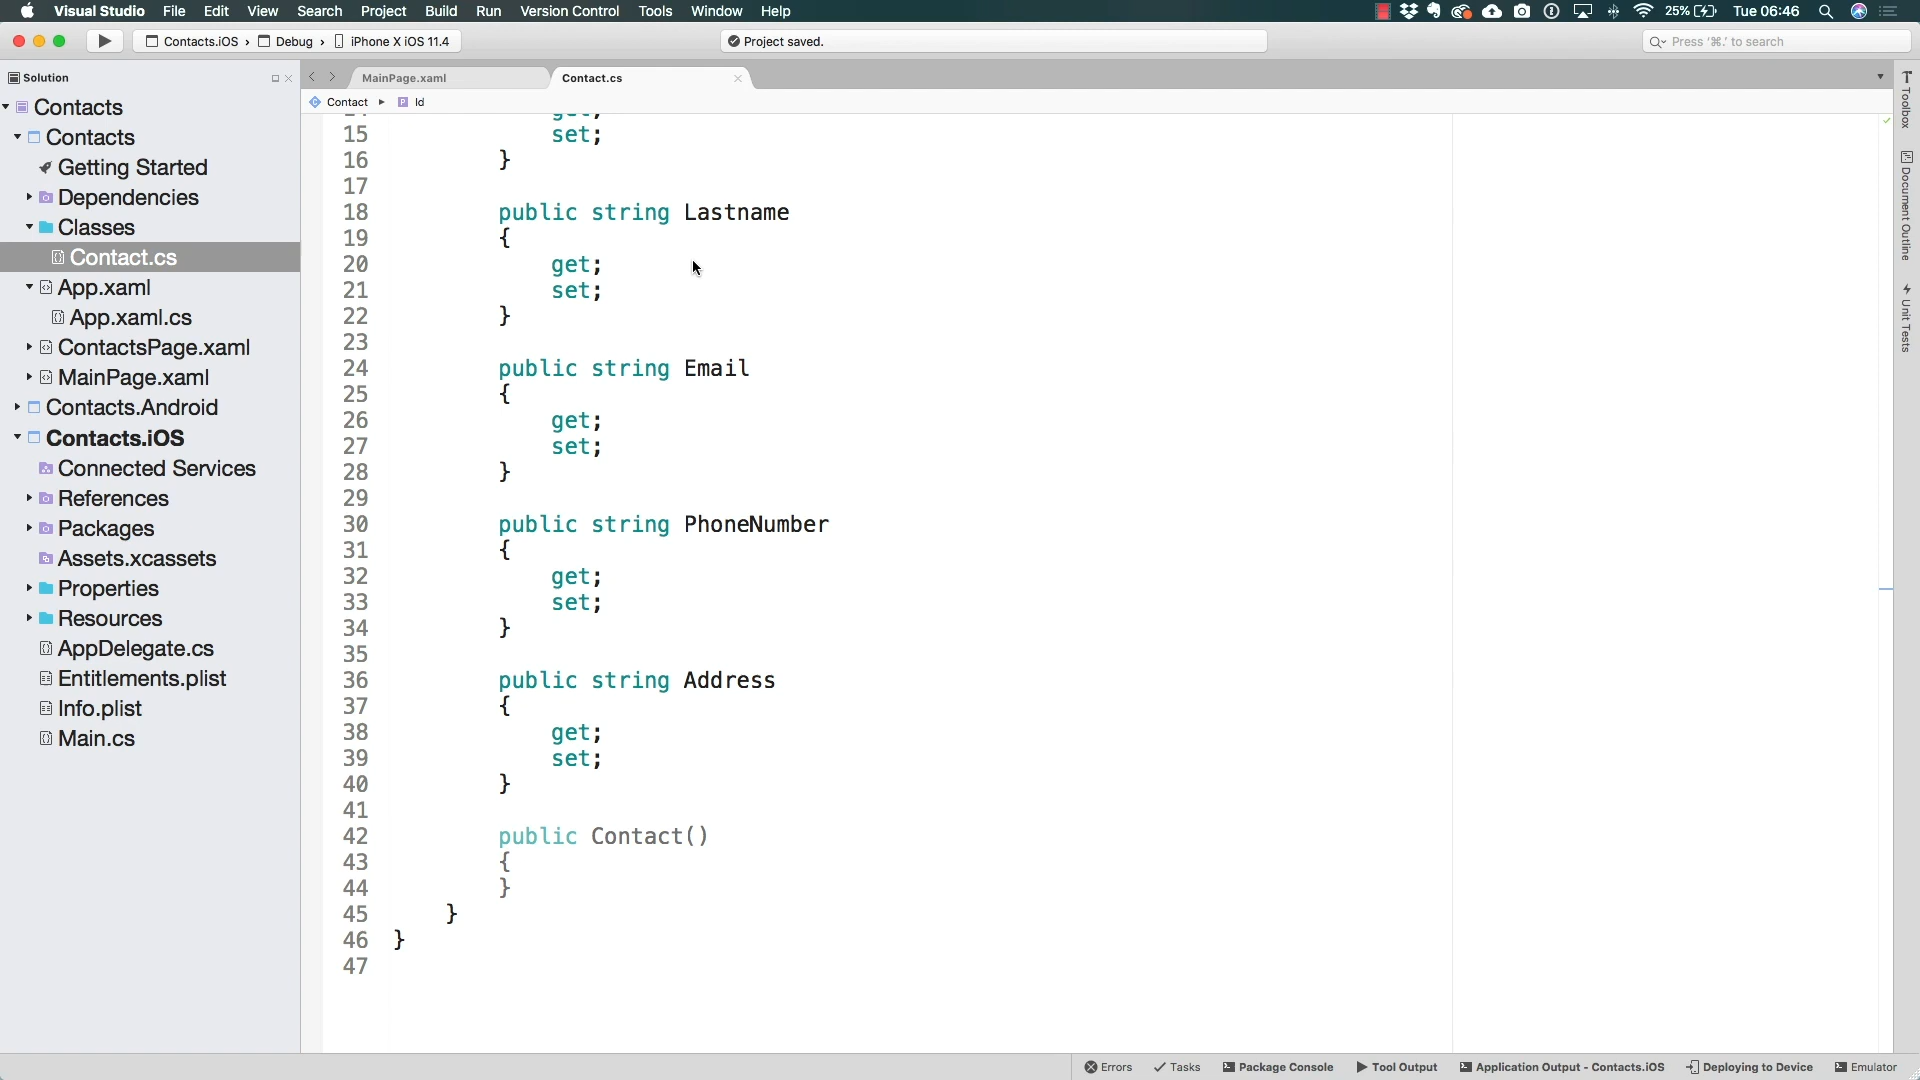 Visual Studio File Edit View Search Project Build Run Version Control Tools Window Help 25% Tue 06:46
Contacts.iOS › Debug › iPhone X iOS 11.4 Project saved. Press '⌘.' to search
Solution
MainPage.xaml Contact.cs
Contact Id
Contacts
Contacts
Getting Started
Dependencies
Classes
Contact.cs
App.xaml
App.xaml.cs
ContactsPage.xaml
MainPage.xaml
Contacts.Android
Contacts.iOS
Connected Services
References
Packages
Assets.xcassets
Properties
Resources
AppDelegate.cs
Entitlements.plist
Info.plist
Main.cs
15 set;
16 }
17
18 public string Lastname
19 {
20 get;
21 set;
22 }
23
24 public string Email
25 {
26 get;
27 set;
28 }
29
30 public string PhoneNumber
31 {
32 get;
33 set;
34 }
35
36 public string Address
37 {
38 get;
39 set;
40 }
41
42 public Contact()
43 {
44 }
45 }
46 }
47
Toolbox
Document Outline
Unit Tests
Errors Tasks Package Console Tool Output Application Output - Contacts.iOS Deploying to Device Emulator